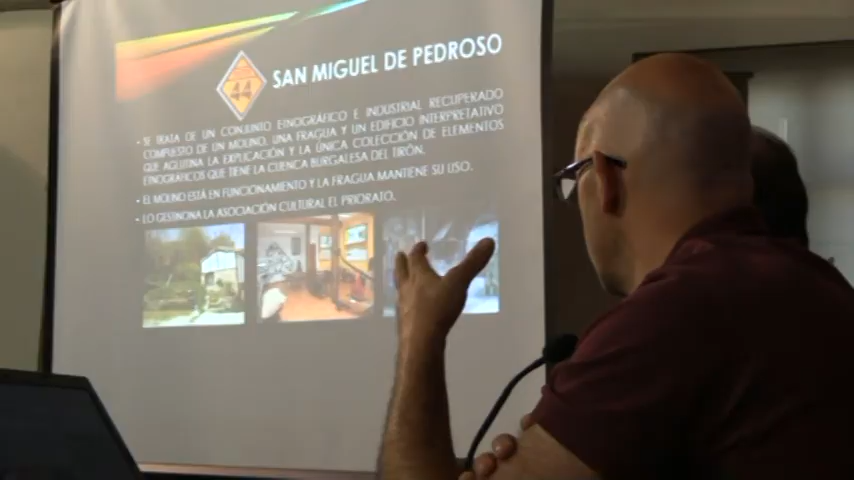 44
SAN MIGUEL DE PEDROSO
• SE TRATA DE UN CONJUNTO ETNOGRÁFICO E INDUSTRIAL RECUPERADO
COMPUESTO DE UN MOLINO, UNA FRAGUA Y UN EDIFICIO INTERPRETATIVO
QUE AGLUTINA LA EXPLICACIÓN Y LA ÚNICA COLECCIÓN DE ELEMENTOS
ETNOGRÁFICOS QUE TIENE LA CUENCA BURGALESA DEL TIRÓN.
• EL MOLINO ESTÁ EN FUNCIONAMIENTO Y LA FRAGUA MANTIENE SU USO.
• LO GESTIONA LA ASOCIACIÓN CULTURAL EL PRIORATO.